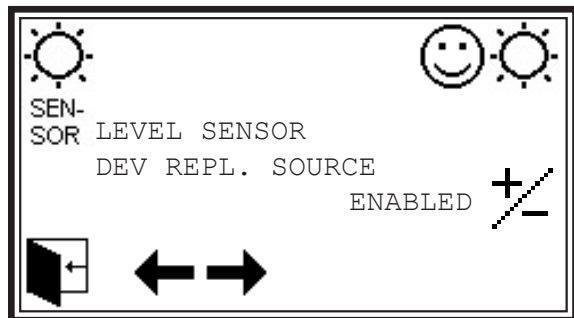 SEN-
SOR
LEVEL SENSOR
DEV REPL. SOURCE
ENABLED
+/-